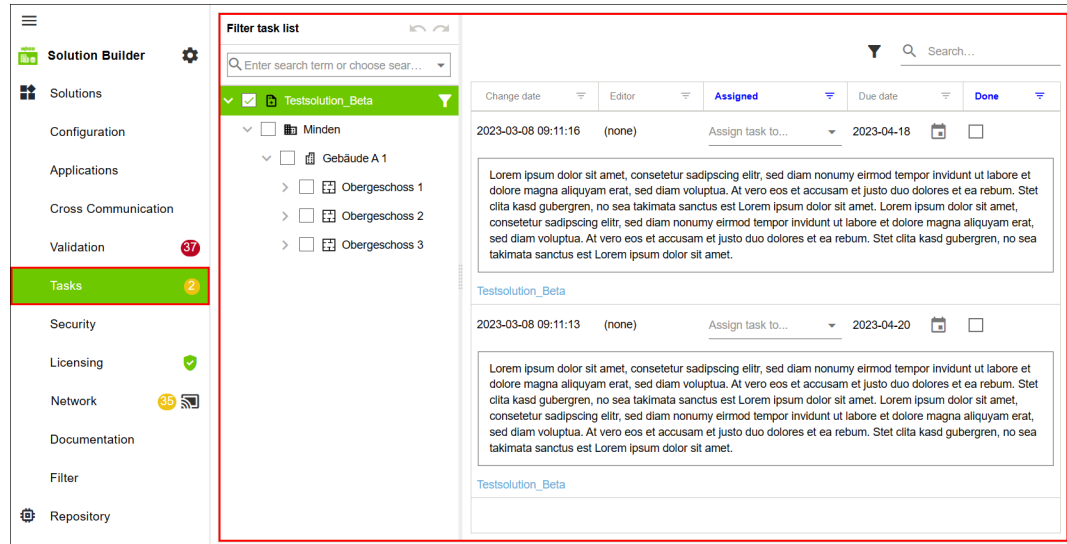 Solution Builder
Solutions
Configuration
Applications
Cross Communication
Validation 37
Tasks 2
Security
Licensing
Network 35
Documentation
Filter
Repository
Filter task list
Enter search term or choose sear...
Testsolution_Beta
Minden
Gebäude A 1
Obergeschoss 1
Obergeschoss 2
Obergeschoss 3
Search...
Change date Editor Assigned Due date Done
2023-03-08 09:11:16 (none) Assign task to... 2023-04-18
Lorem ipsum dolor sit amet, consetetur sadipscing elitr, sed diam nonumy eirmod tempor invidunt ut labore et
dolore magna aliquyam erat, sed diam voluptua. At vero eos et accusam et justo duo dolores et ea rebum. Stet
clita kasd gubergren, no sea takimata sanctus est Lorem ipsum dolor sit amet. Lorem ipsum dolor sit amet,
consetetur sadipscing elitr, sed diam nonumy eirmod tempor invidunt ut labore et dolore magna aliquyam erat,
sed diam voluptua. At vero eos et accusam et justo duo dolores et ea rebum. Stet clita kasd gubergren, no sea
takimata sanctus est Lorem ipsum dolor sit amet.
Testsolution_Beta
2023-03-08 09:11:13 (none) Assign task to... 2023-04-20
Lorem ipsum dolor sit amet, consetetur sadipscing elitr, sed diam nonumy eirmod tempor invidunt ut labore et
dolore magna aliquyam erat, sed diam voluptua. At vero eos et accusam et justo duo dolores et ea rebum. Stet
clita kasd gubergren, no sea takimata sanctus est Lorem ipsum dolor sit amet. Lorem ipsum dolor sit amet,
consetetur sadipscing elitr, sed diam nonumy eirmod tempor invidunt ut labore et dolore magna aliquyam erat,
sed diam voluptua. At vero eos et accusam et justo duo dolores et ea rebum. Stet clita kasd gubergren, no sea
takimata sanctus est Lorem ipsum dolor sit amet.
Testsolution_Beta